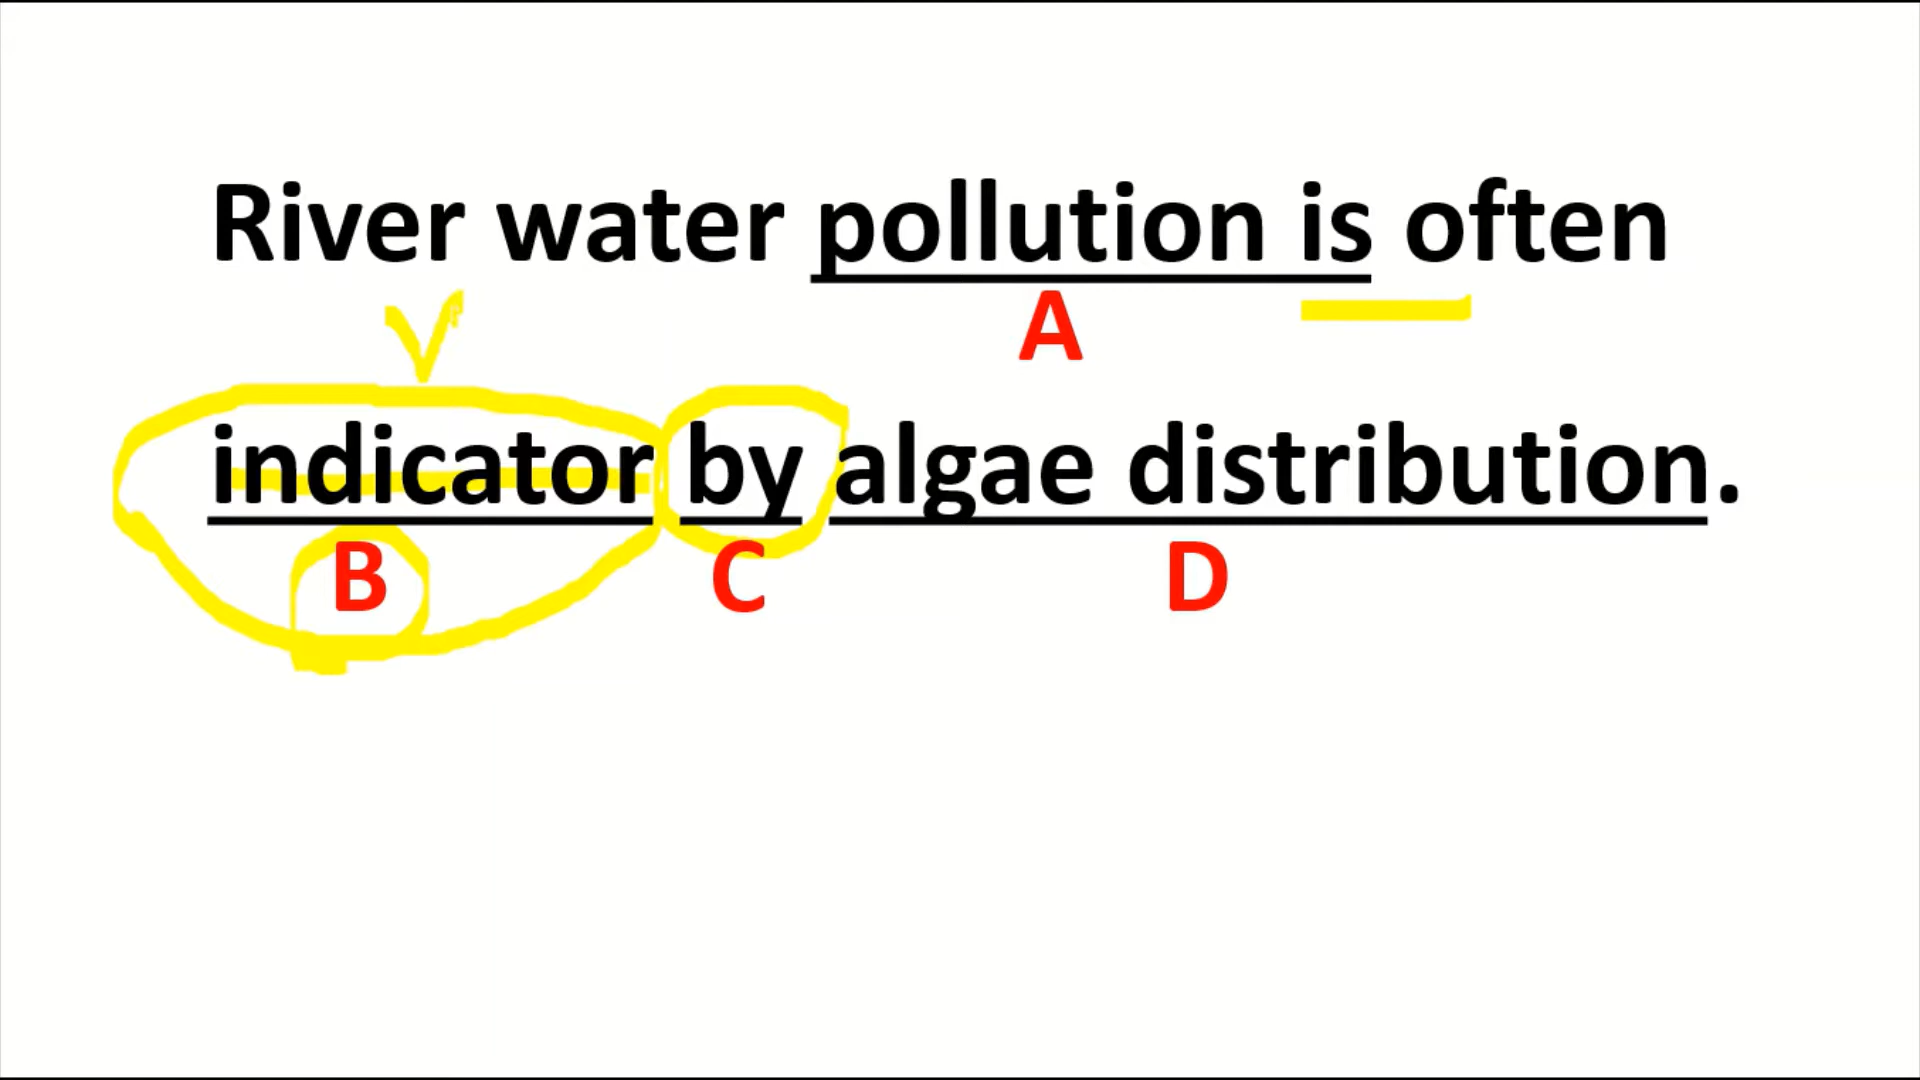 River water pollution is often
V
A
indicator by algae distribution.
B C D